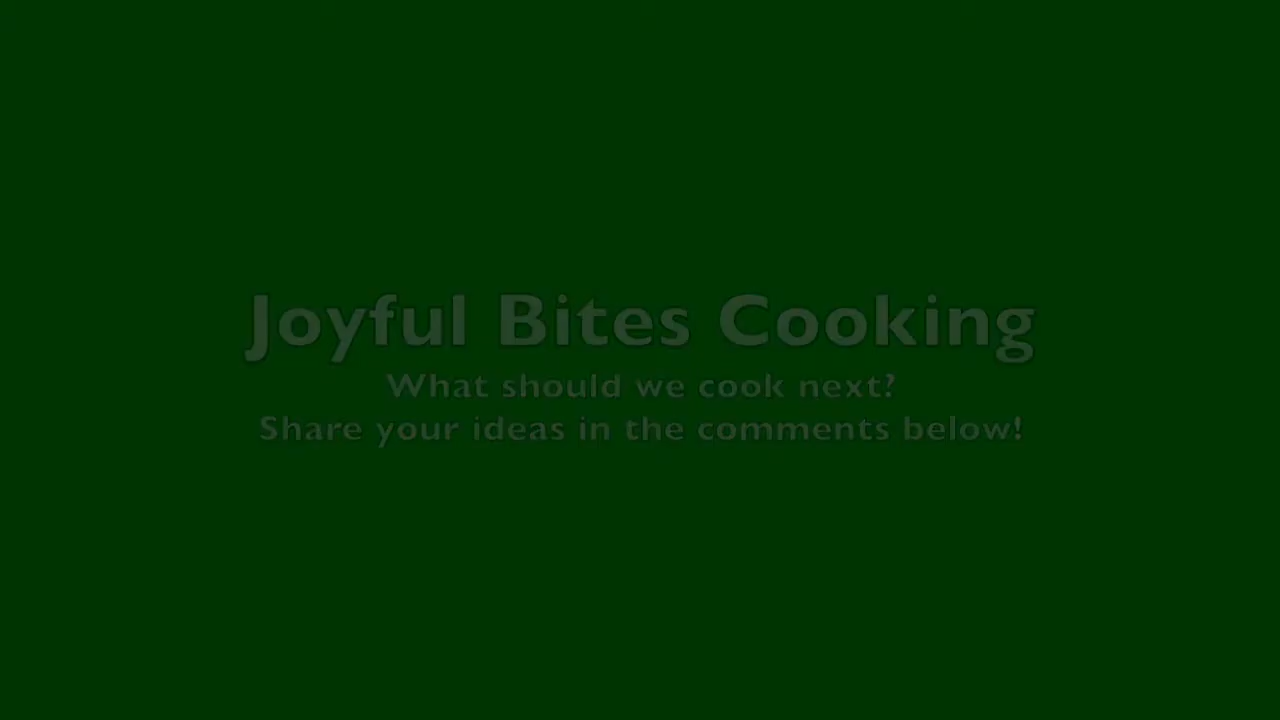 Joyful Bites Cooking
What should we cook next?
Share your ideas in the comments below!